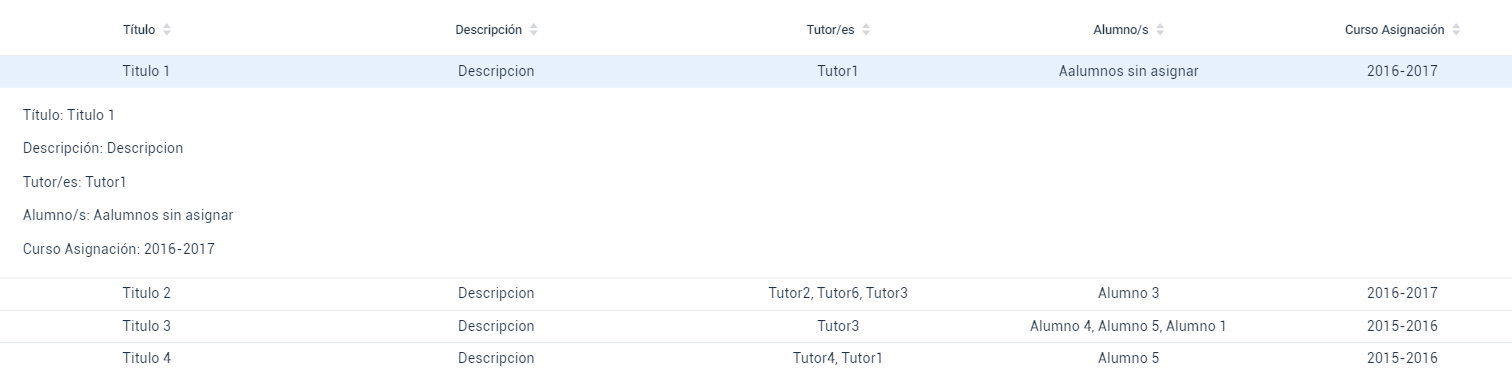 Título Descripción Tutor/es Alumno/s Curso Asignación
Titulo 1 Descripcion Tutor1 Aalumnos sin asignar 2016-2017
Título: Titulo 1
Descripción: Descripcion
Tutor/es: Tutor1
Alumno/s: Aalumnos sin asignar
Curso Asignación: 2016-2017
Titulo 2 Descripcion Tutor2, Tutor6, Tutor3 Alumno 3 2016-2017
Titulo 3 Descripcion Tutor3 Alumno 4, Alumno 5, Alumno 1 2015-2016
Titulo 4 Descripcion Tutor4, Tutor1 Alumno 5 2015-2016